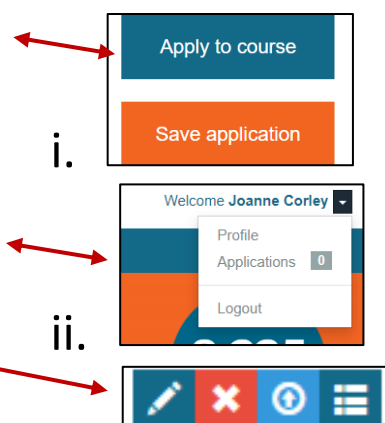 Apply to course
Save application
i.
Welcome Joanne Corley
Profile
Applications 0
Logout
ii.